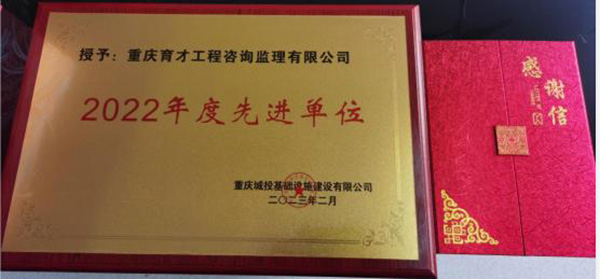 授予：重庆育才工程咨询监理有限公司
2022年度先进单位
重庆城投基础设施建设有限公司
二〇二三年二月
感谢信